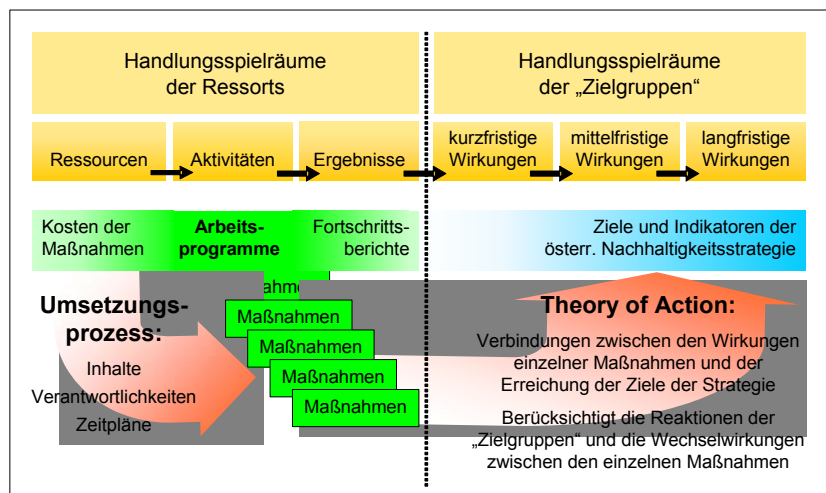 Handlungsspielräume
der Ressorts
Handlungsspielräume
der „Zielgruppen“
Ressourcen
Aktivitäten
Ergebnisse
kurzfristige
Wirkungen
mittelfristige
Wirkungen
langfristige
Wirkungen
Kosten der
Maßnahmen
Arbeits-
programme
Fortschritts-
berichte
Ziele und Indikatoren der
österr. Nachhaltigkeitsstrategie
Umsetzungs-
prozess:
Inhalte
Verantwortlichkeiten
Zeitpläne
Maßnahmen
Maßnahmen
Maßnahmen
Maßnahmen
Theory of Action:
Verbindungen zwischen den Wirkungen
einzelner Maßnahmen und der
Erreichung der Ziele der Strategie
Berücksichtigt die Reaktionen der
„Zielgruppen“ und die Wechselwirkungen
zwischen den einzelnen Maßnahmen